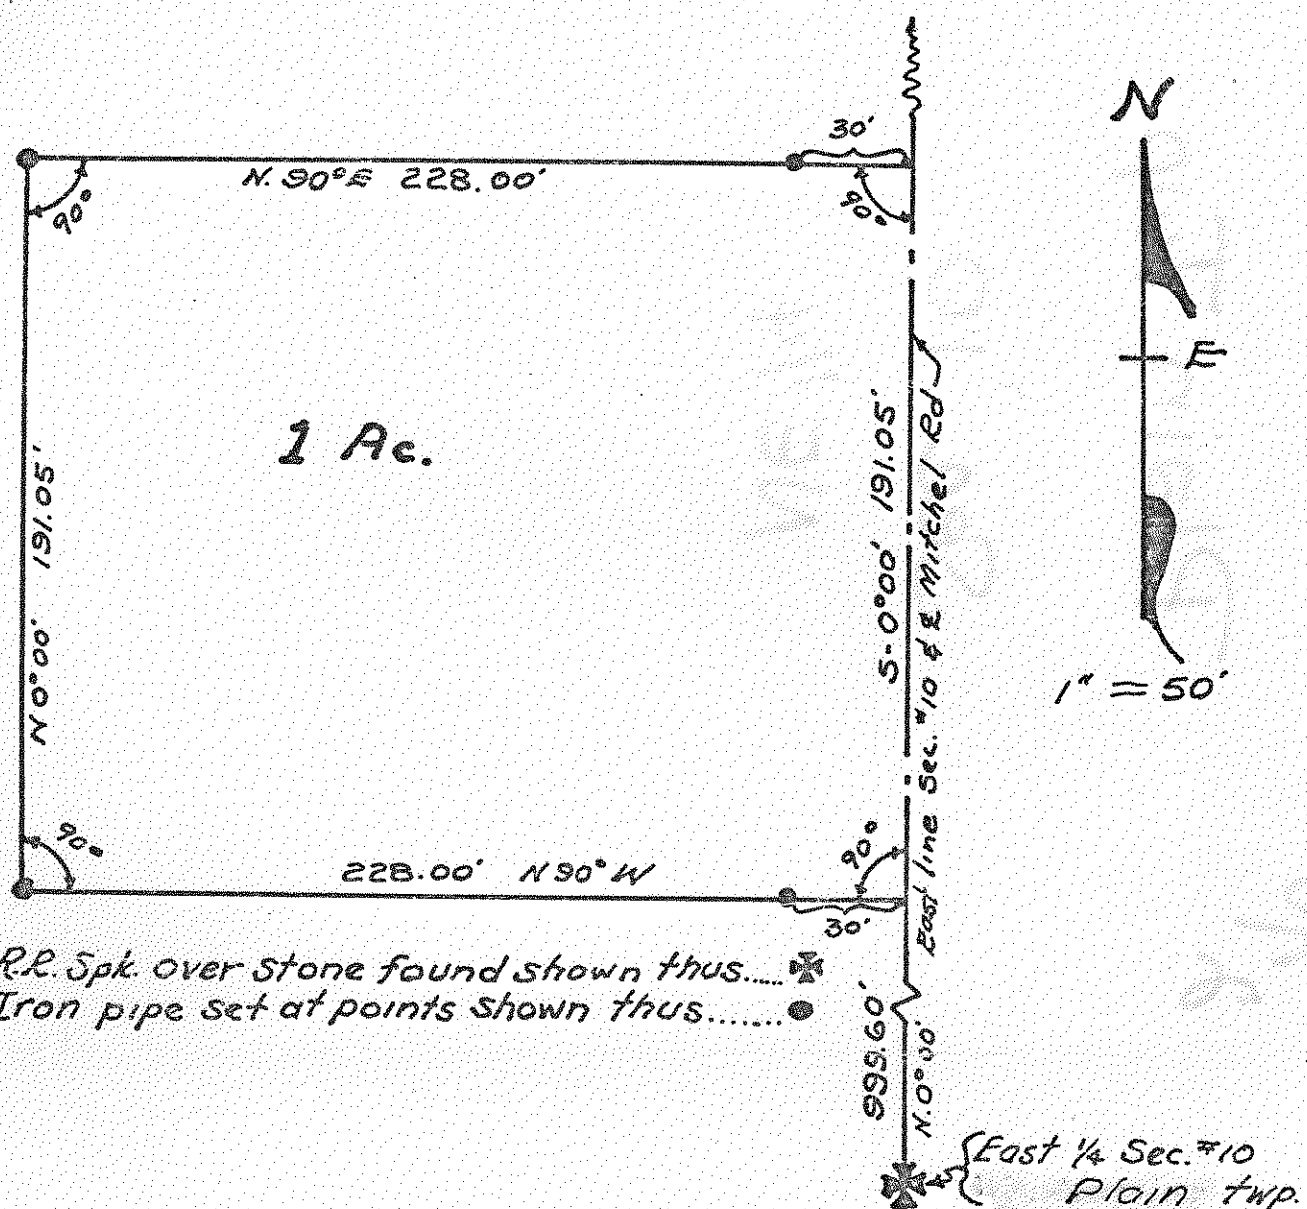 N
30'
N. 90° E 228.00'
90°
90°
E
1 Ac.
N 0°00' 191.05'
S-0°00' 191.05'
East line Sec. #10 & ℄ Mitchel Rd
1" = 50'
90°
90°
228.00' N 90° W
30'
R.R. Spk. over Stone found shown thus.....
Iron pipe set at points shown thus.......
999.60'
N. 0°00'
East 1/4 Sec. #10
Plain twp.